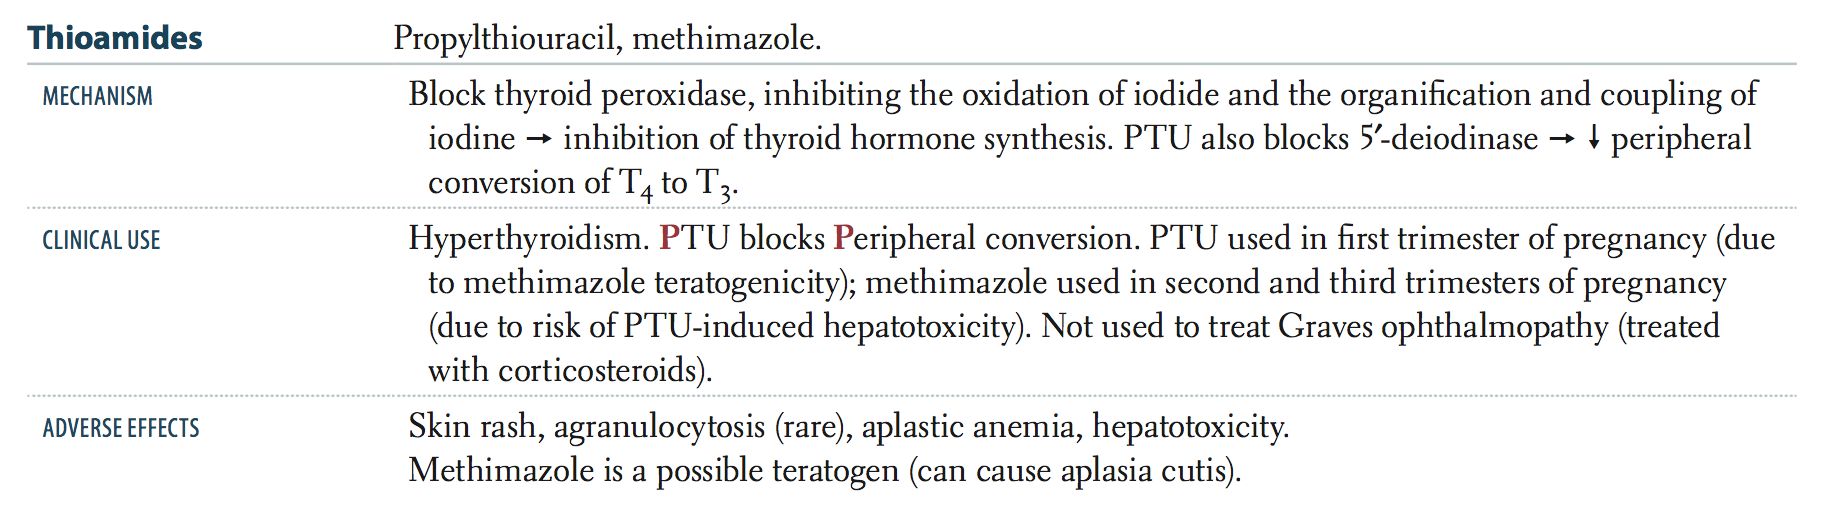 Thioamides Propylthiouracil, methimazole.
MECHANISM Block thyroid peroxidase, inhibiting the oxidation of iodide and the organification and coupling of
iodine → inhibition of thyroid hormone synthesis. PTU also blocks 5′-deiodinase → ↓ peripheral
conversion of T4 to T3.
CLINICAL USE Hyperthyroidism. PTU blocks Peripheral conversion. PTU used in first trimester of pregnancy (due
to methimazole teratogenicity); methimazole used in second and third trimesters of pregnancy
(due to risk of PTU-induced hepatotoxicity). Not used to treat Graves ophthalmopathy (treated
with corticosteroids).
ADVERSE EFFECTS Skin rash, agranulocytosis (rare), aplastic anemia, hepatotoxicity.
Methimazole is a possible teratogen (can cause aplasia cutis).